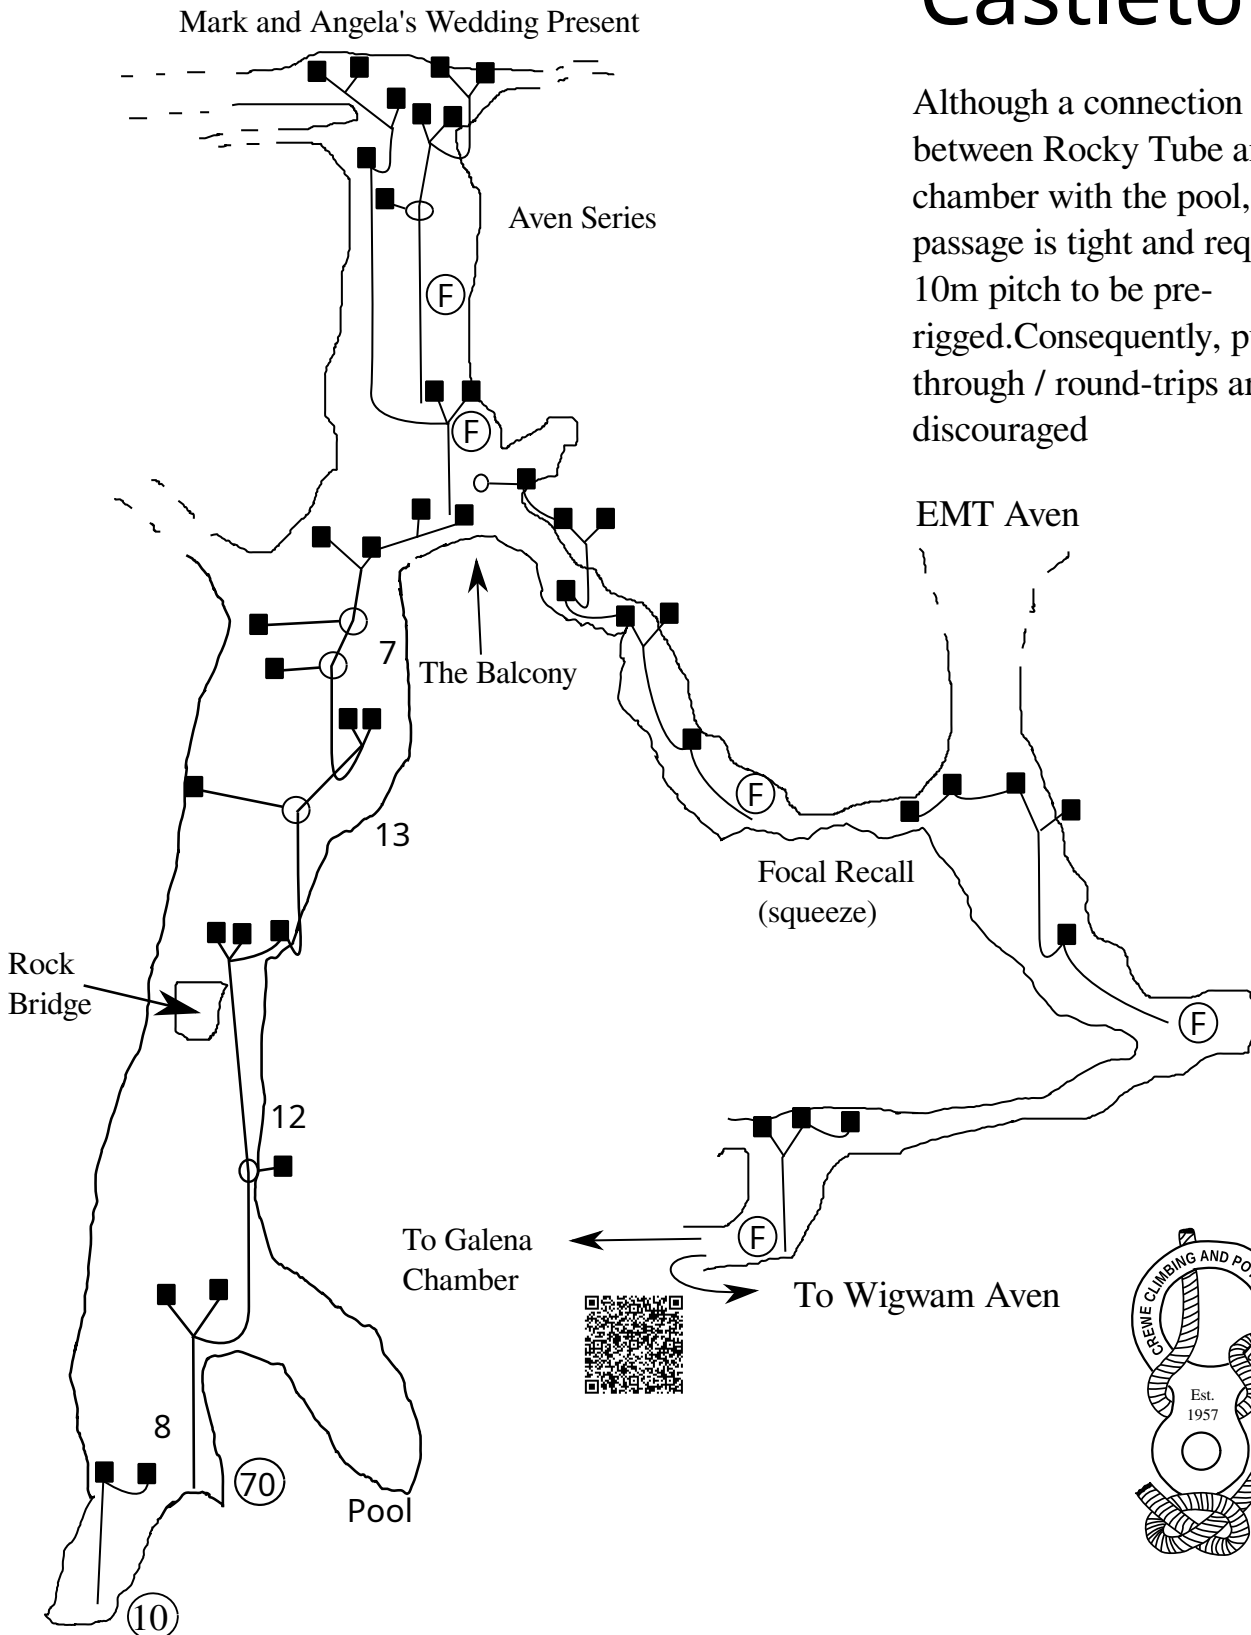 Castleto
Mark and Angela's Wedding Present
Although a connection
between Rocky Tube
chamber with the pool,
passage is tight and
10m pitch to be pre-
rigged.Consequently,
through / round-trips
discouraged
Aven Series
F
F
EMT Aven
7
The Balcony
F
13
Focal Recall
(squeeze)
Rock
Bridge
F
12
To Galena
Chamber
F
To Wigwam Aven
CREWE CLIMBING AND
Est.
1957
8
70
Pool
10